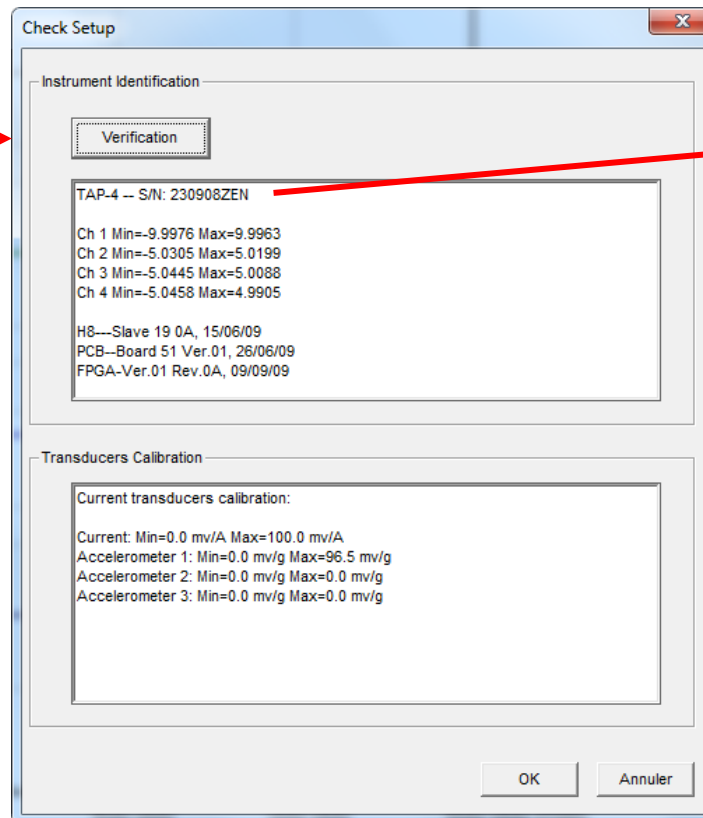 Check Setup
Instrument Identification
Verification
TAP-4 -- S/N: 230908ZEN
Ch 1 Min=-9.9976 Max=9.9963
Ch 2 Min=-5.0305 Max=5.0199
Ch 3 Min=-5.0445 Max=5.0088
Ch 4 Min=-5.0458 Max=4.9905
H8---Slave 19 0A, 15/06/09
PCB--Board 51 Ver.01, 26/06/09
FPGA-Ver.01 Rev.0A, 09/09/09
Transducers Calibration
Current transducers calibration:
Current: Min=0.0 mv/A Max=100.0 mv/A
Accelerometer 1: Min=0.0 mv/g Max=96.5 mv/g
Accelerometer 2: Min=0.0 mv/g Max=0.0 mv/g
Accelerometer 3: Min=0.0 mv/g Max=0.0 mv/g
OK Annuler